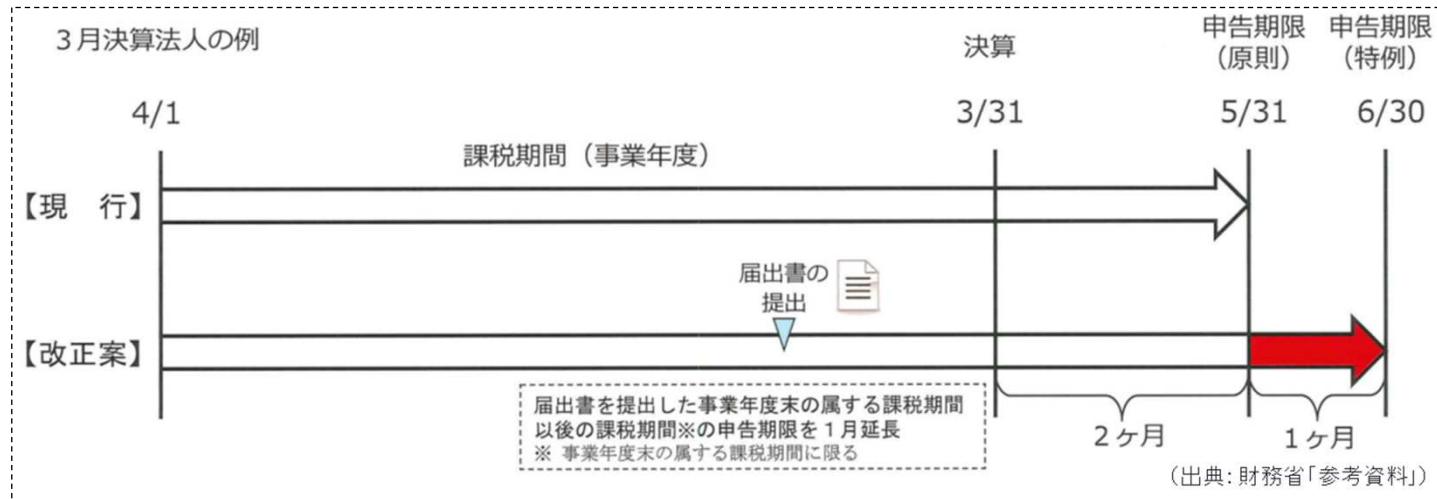 3月決算法人の例
決算
申告期限
（原則）
申告期限
（特例）
4/1
3/31
5/31
6/30
課税期間（事業年度）
【現　行】
届出書の
提出
【改正案】
届出書を提出した事業年度末の属する課税期間
以後の課税期間※の申告期限を１月延長
※ 事業年度末の属する課税期間に限る
２ヶ月
１ヶ月
（出典：財務省「参考資料」）